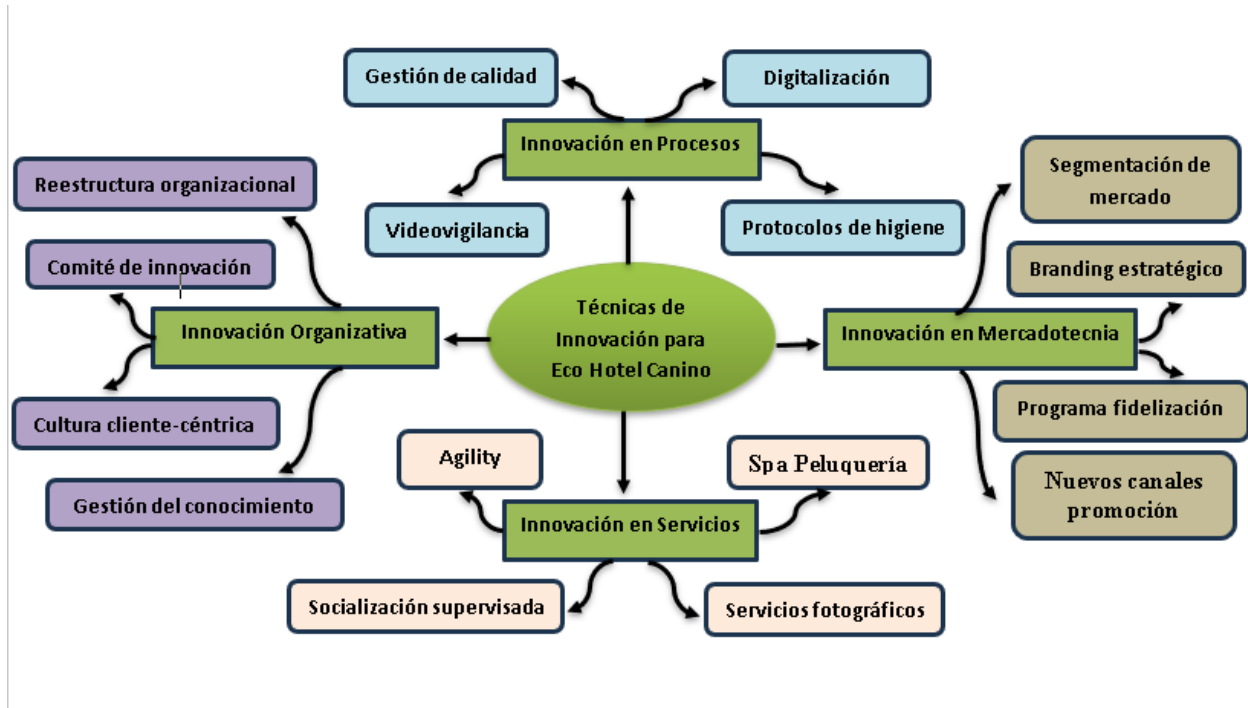 Gestión de calidad
Digitalización
Innovación en Procesos
Videovigilancia
Protocolos de higiene
Reestructura organizacional
Comité de innovación
Innovación Organizativa
Cultura cliente-céntrica
Gestión del conocimiento
Técnicas de
Innovación para
Eco Hotel Canino
Segmentación de
mercado
Branding estratégico
Innovación en Mercadotecnia
Programa fidelización
Nuevos canales
promoción
Agility
Spa Peluquería
Innovación en Servicios
Socialización supervisada
Servicios fotográficos